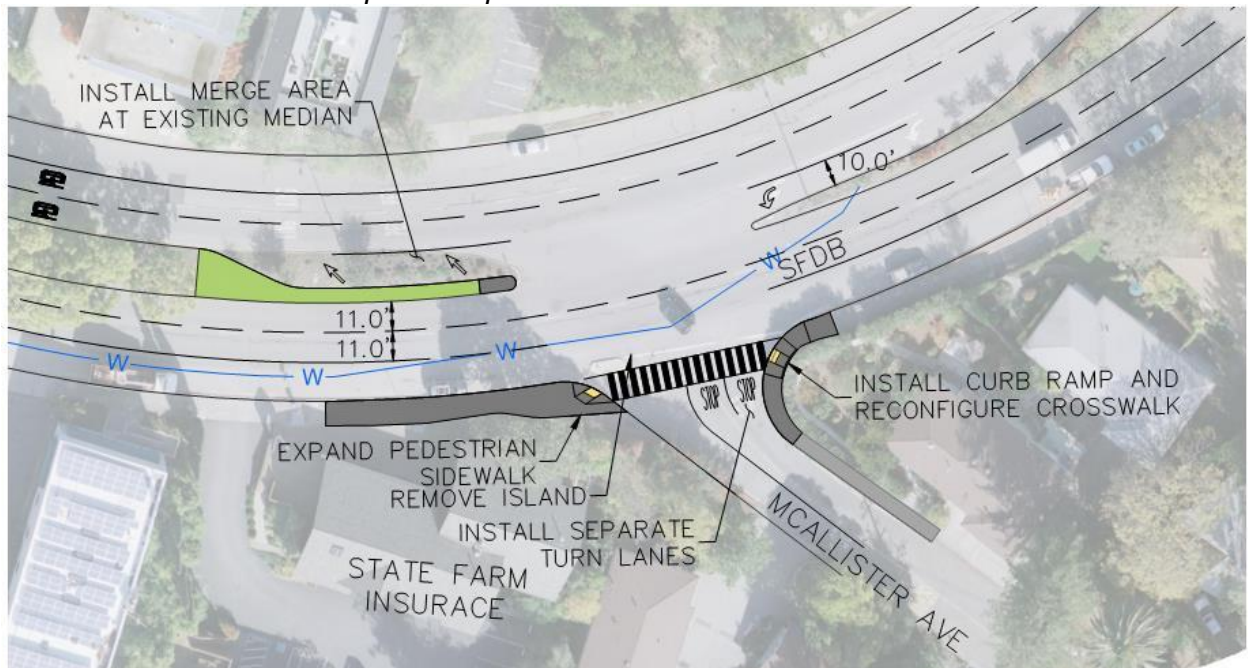 INSTALL MERGE AREA
AT EXISTING MEDIAN
10.0'
W
SFDB
11.0'
11.0'
W
W
W
STOP
STOP
INSTALL CURB RAMP AND
RECONFIGURE CROSSWALK
EXPAND PEDESTRIAN
SIDEWALK
REMOVE ISLAND
INSTALL SEPARATE
TURN LANES
MCALLISTER AVE
STATE FARM
INSURACE